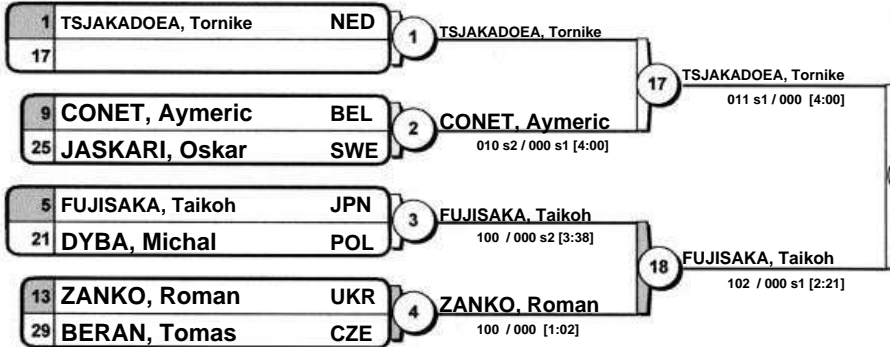 1 TSJAKADOEA, Tornike NED
17
1
TSJAKADOEA, Tornike
9 CONET, Aymeric BEL
25 JASKARI, Oskar SWE
2
CONET, Aymeric
010 s2 / 000 s1 [4:00]
17
TSJAKADOEA, Tornike
011 s1 / 000 [4:00]
5 FUJISAKA, Taikoh JPN
21 DYBA, Michal POL
3
FUJISAKA, Taikoh
100 / 000 s2 [3:38]
13 ZANKO, Roman UKR
29 BERAN, Tomas CZE
4
ZANKO, Roman
100 / 000 [1:02]
18
FUJISAKA, Taikoh
102 / 000 s1 [2:21]